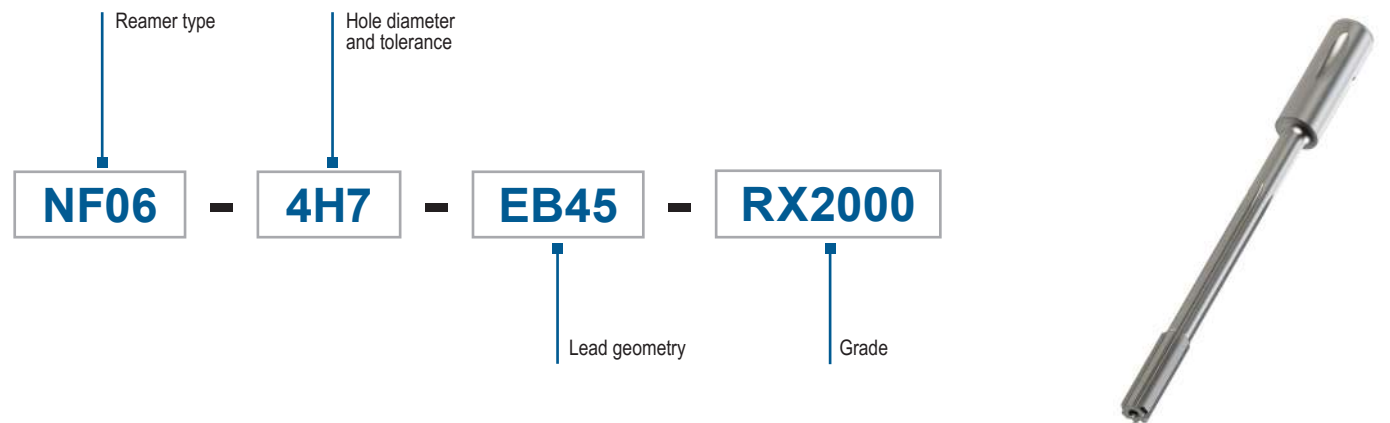 Reamer type
Hole diameter
and tolerance
NF06 - 4H7 - EB45 - RX2000
Lead geometry
Grade